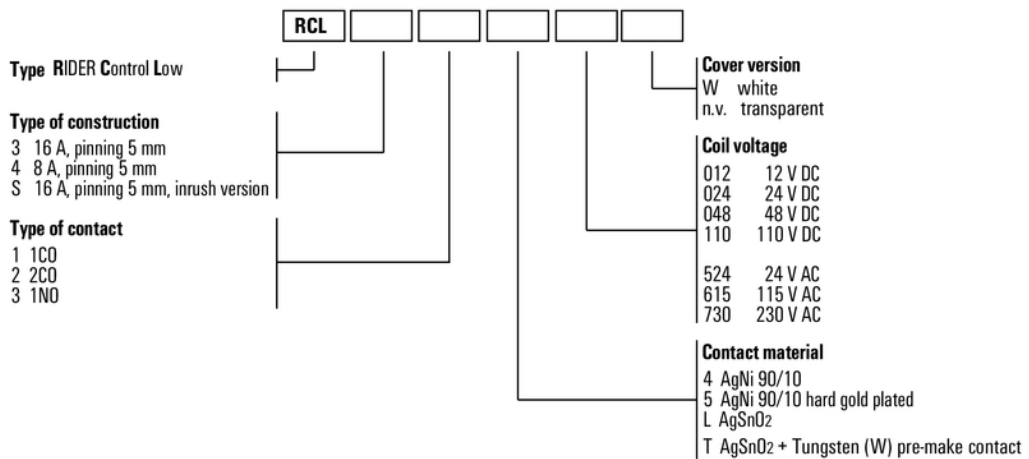 RCL
Type RIDER Control Low
Type of construction
3 16 A, pinning 5 mm
4 8 A, pinning 5 mm
S 16 A, pinning 5 mm, inrush version
Type of contact
1 1CO
2 2CO
3 1NO
Cover version
W white
n.v. transparent
Coil voltage
012 12 V DC
024 24 V DC
048 48 V DC
110 110 V DC
524 24 V AC
615 115 V AC
730 230 V AC
Contact material
4 AgNi 90/10
5 AgNi 90/10 hard gold plated
L AgSnO2
T AgSnO2 + Tungsten (W) pre-make contact